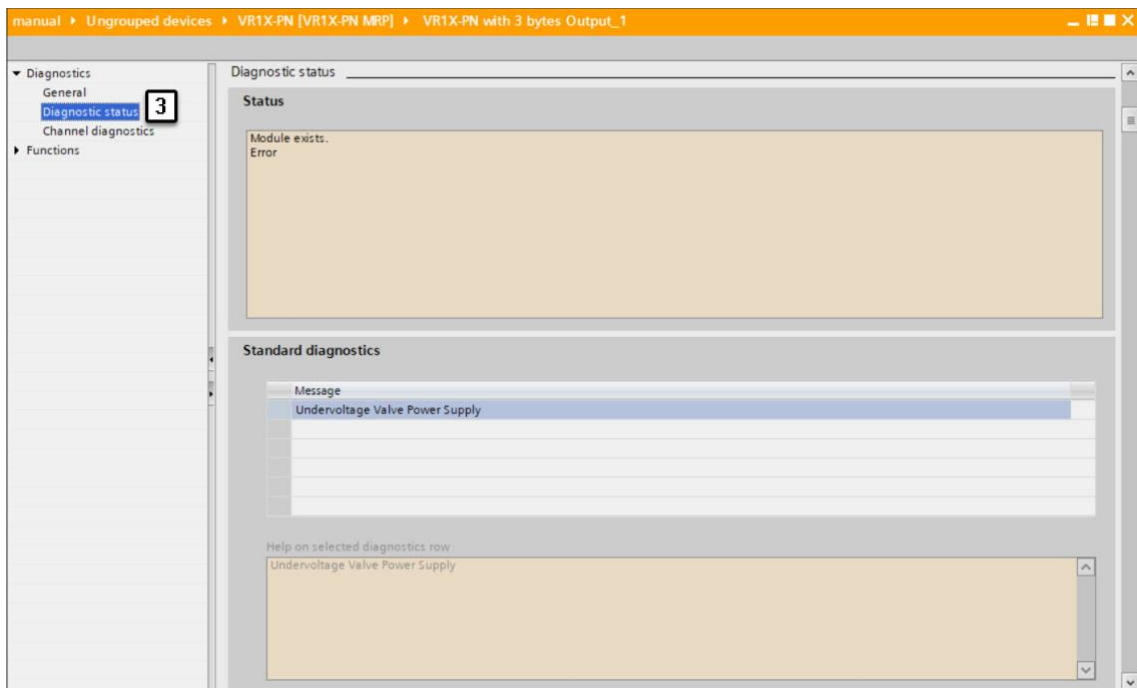 manual ▸ Ungrouped devices ▸ VR1X-PN [VR1X-PN MRP] ▸ VR1X-PN with 3 bytes Output_1
Diagnostics
General
Diagnostic status 3
Channel diagnostics
Functions
Diagnostic status
Status
Module exists.
Error
Standard diagnostics
Message
Undervoltage Valve Power Supply
Help on selected diagnostics row
Undervoltage Valve Power Supply